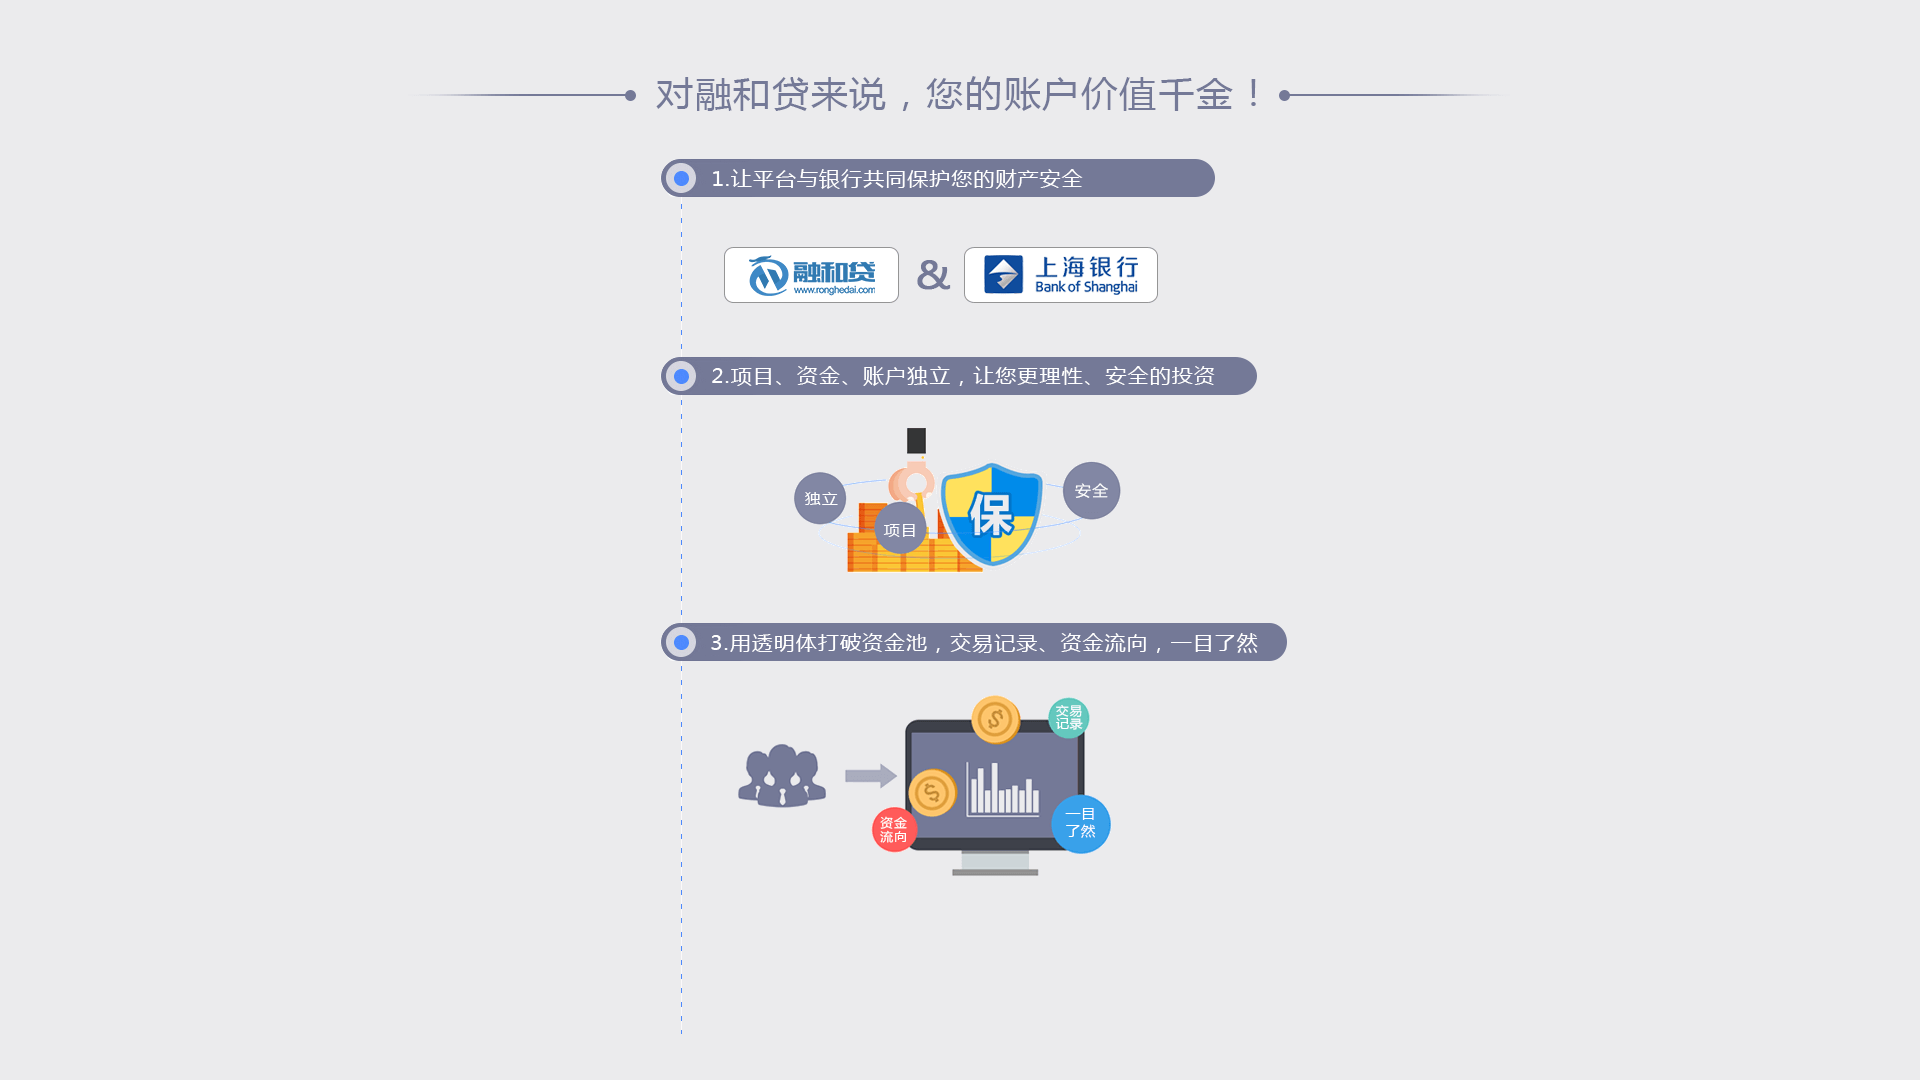 对融和贷来说，您的账户价值千金！
1.让平台与银行共同保护您的财产安全
融和贷
www.ronghedai.com
&
上海银行
Bank of Shanghai
2.项目、资金、账户独立，让您更理性、安全的投资
独立
项目
保
安全
3.用透明体打破资金池，交易记录、资金流向，一目了然
交易
记录
资金
流向
一目
了然